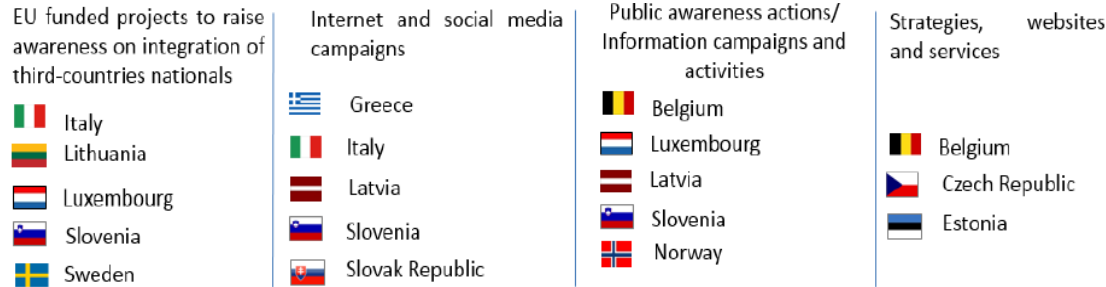 EU funded projects to raise
awareness on integration of
third-countries nationals
Italy
Lithuania
Luxembourg
Slovenia
Sweden
Internet and social media
campaigns
Greece
Italy
Latvia
Slovenia
Slovak Republic
Public awareness actions/
Information campaigns and
activities
Belgium
Luxembourg
Latvia
Slovenia
Norway
Strategies, websites
and services
Belgium
Czech Republic
Estonia